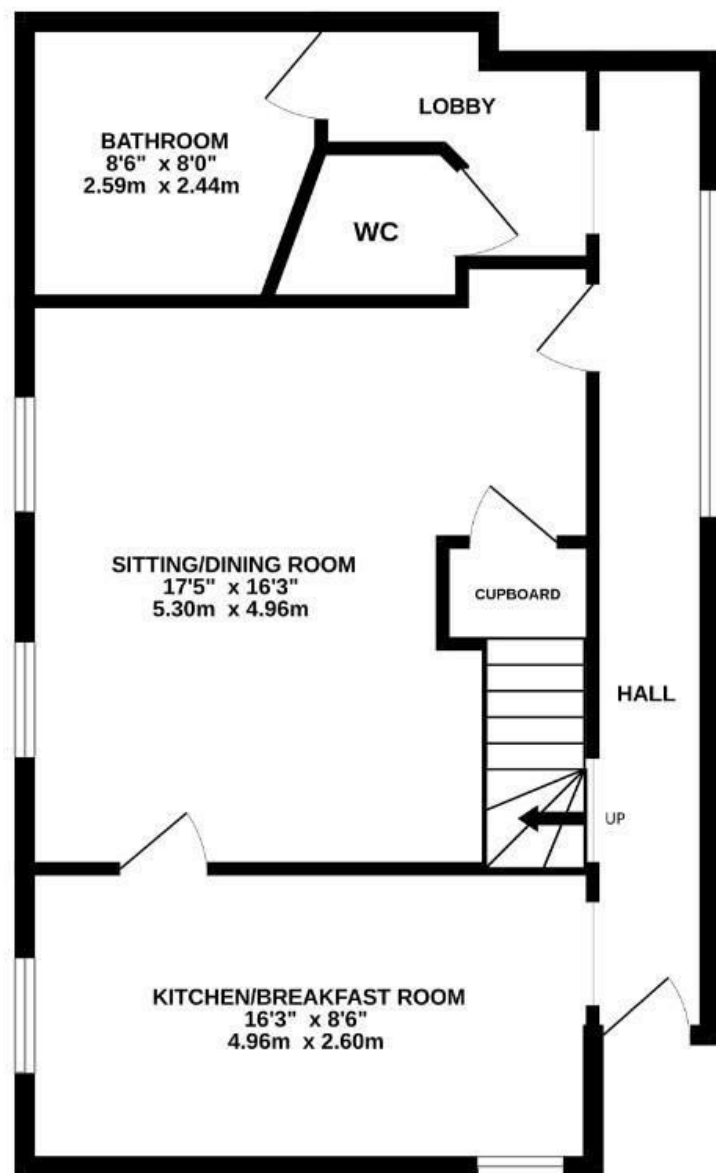 LOBBY
BATHROOM
8'6" x 8'0"
2.59m x 2.44m
WC
SITTING/DINING ROOM
17'5" x 16'3"
5.30m x 4.96m
CUPBOARD
HALL
UP
KITCHEN/BREAKFAST ROOM
16'3" x 8'6"
4.96m x 2.60m